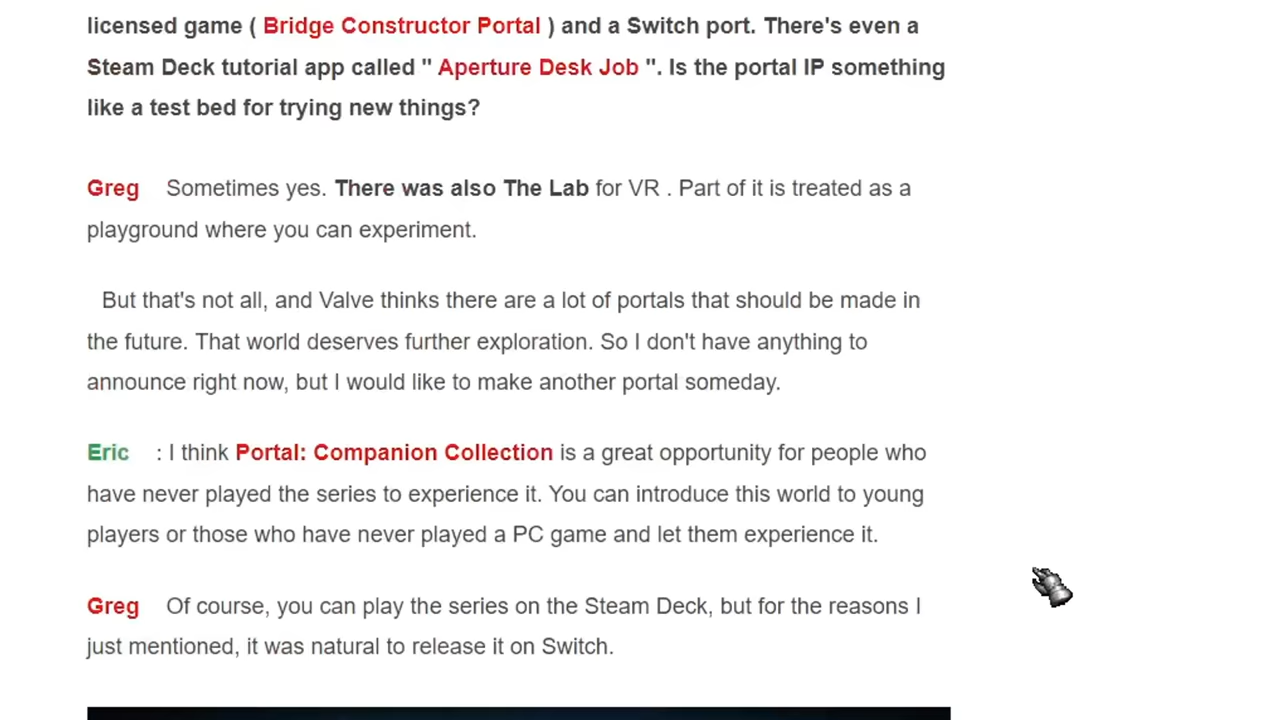 licensed game ( Bridge Constructor Portal ) and a Switch port. There's even a
Steam Deck tutorial app called " Aperture Desk Job ". Is the portal IP something
like a test bed for trying new things?
Greg Sometimes yes. There was also The Lab for VR . Part of it is treated as a
playground where you can experiment.
But that's not all, and Valve thinks there are a lot of portals that should be made in
the future. That world deserves further exploration. So I don't have anything to
announce right now, but I would like to make another portal someday.
Eric : I think Portal: Companion Collection is a great opportunity for people who
have never played the series to experience it. You can introduce this world to young
players or those who have never played a PC game and let them experience it.
Greg Of course, you can play the series on the Steam Deck, but for the reasons I
just mentioned, it was natural to release it on Switch.